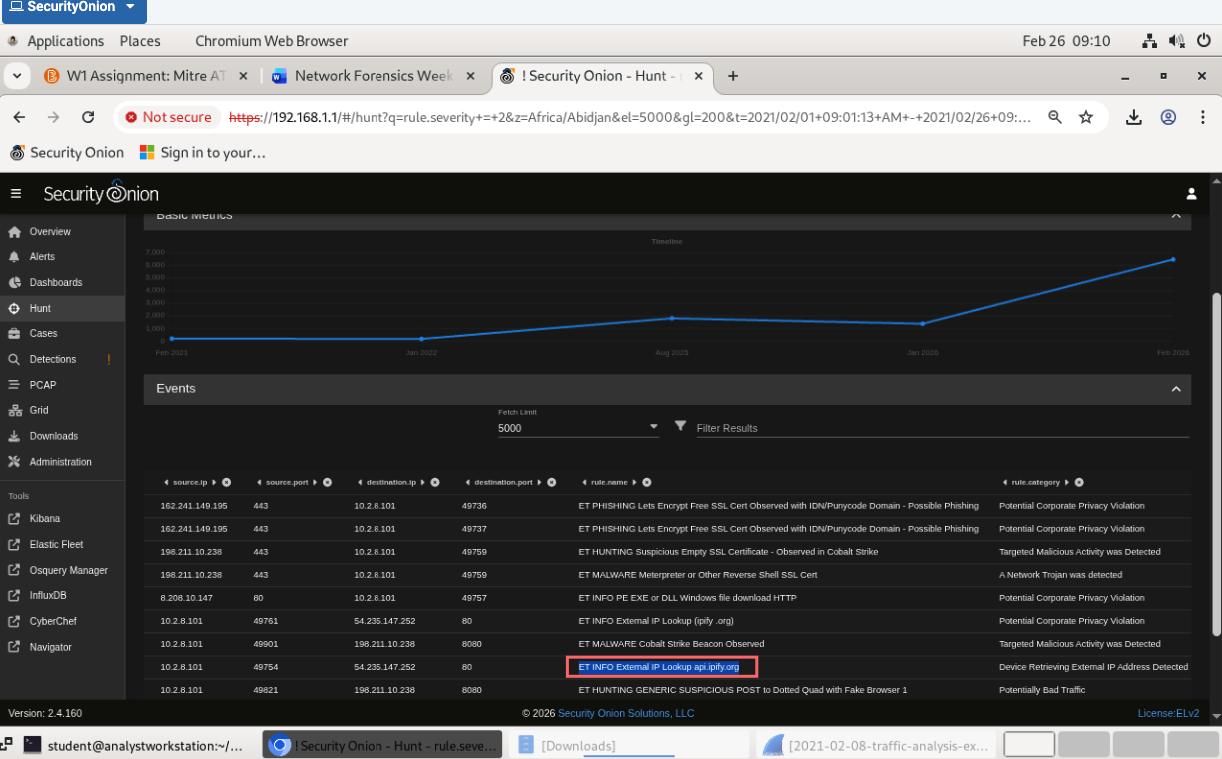 SecurityOnion
Applications Places Chromium Web Browser Feb 26 09:10
W1 Assignment: Mitre AT Network Forensics Week ! Security Onion - Hunt -
Not secure https://192.168.1.1/#/hunt?q=rule.severity+=+2&z=Africa/Abidjan&el=5000&gl=200&t=2021/02/01+09:01:13+AM+-+2021/02/26+09:...
Security Onion Sign in to your...
Security Onion
Basic Metrics
Overview
Alerts
Dashboards
Hunt
Cases
Detections !
PCAP
Grid
Downloads
Administration
Tools
Kibana
Elastic Fleet
Osquery Manager
InfluxDB
CyberChef
Navigator
Timeline
7,000
6,000
5,000
4,000
3,000
2,000
1,000
0
Feb 2021 Jan 2022 Aug 2025 Jan 2026 Feb 2026
Events
Fetch Limit
5000 Filter Results
source.ip source.port destination.ip destination.port rule.name rule.category
162.241.149.195 443 10.2.8.101 49736 ET PHISHING Lets Encrypt Free SSL Cert Observed with IDN/Punycode Domain - Possible Phishing Potential Corporate Privacy Violation
162.241.149.195 443 10.2.8.101 49737 ET PHISHING Lets Encrypt Free SSL Cert Observed with IDN/Punycode Domain - Possible Phishing Potential Corporate Privacy Violation
198.211.10.238 443 10.2.8.101 49759 ET HUNTING Suspicious Empty SSL Certificate - Observed in Cobalt Strike Targeted Malicious Activity was Detected
198.211.10.238 443 10.2.8.101 49759 ET MALWARE Meterpreter or Other Reverse Shell SSL Cert A Network Trojan was detected
8.208.10.147 80 10.2.8.101 49757 ET INFO PE EXE or DLL Windows file download HTTP Potential Corporate Privacy Violation
10.2.8.101 49761 54.235.147.252 80 ET INFO External IP Lookup (ipify .org) Potential Corporate Privacy Violation
10.2.8.101 49901 198.211.10.238 8080 ET MALWARE Cobalt Strike Beacon Observed Targeted Malicious Activity was Detected
10.2.8.101 49754 54.235.147.252 80 ET INFO External IP Lookup api.ipify.org Device Retrieving External IP Address Detected
10.2.8.101 49821 198.211.10.238 8080 ET HUNTING GENERIC SUSPICIOUS POST to Dotted Quad with Fake Browser 1 Potentially Bad Traffic
Version: 2.4.160 © 2026 Security Onion Solutions, LLC License:ELv2
student@analystworkstation:~/... ! Security Onion - Hunt - rule.seve... [Downloads] [2021-02-08-traffic-analysis-ex...